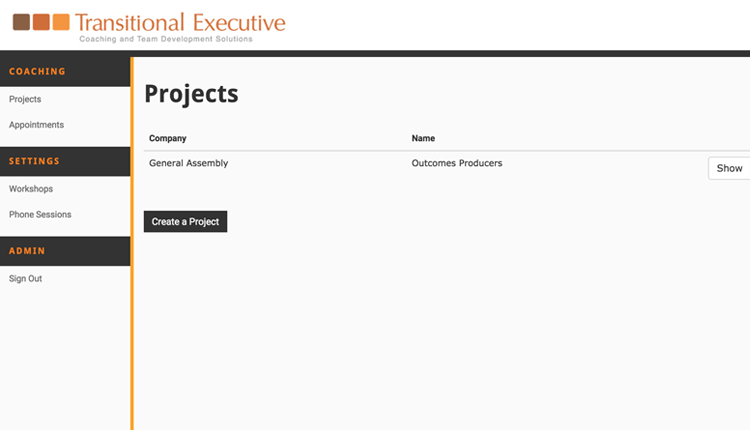 Transitional Executive
Coaching and Team Development Solutions
COACHING
Projects
Appointments
SETTINGS
Workshops
Phone Sessions
ADMIN
Sign Out
Projects
Company Name
General Assembly Outcomes Producers Show
Create a Project